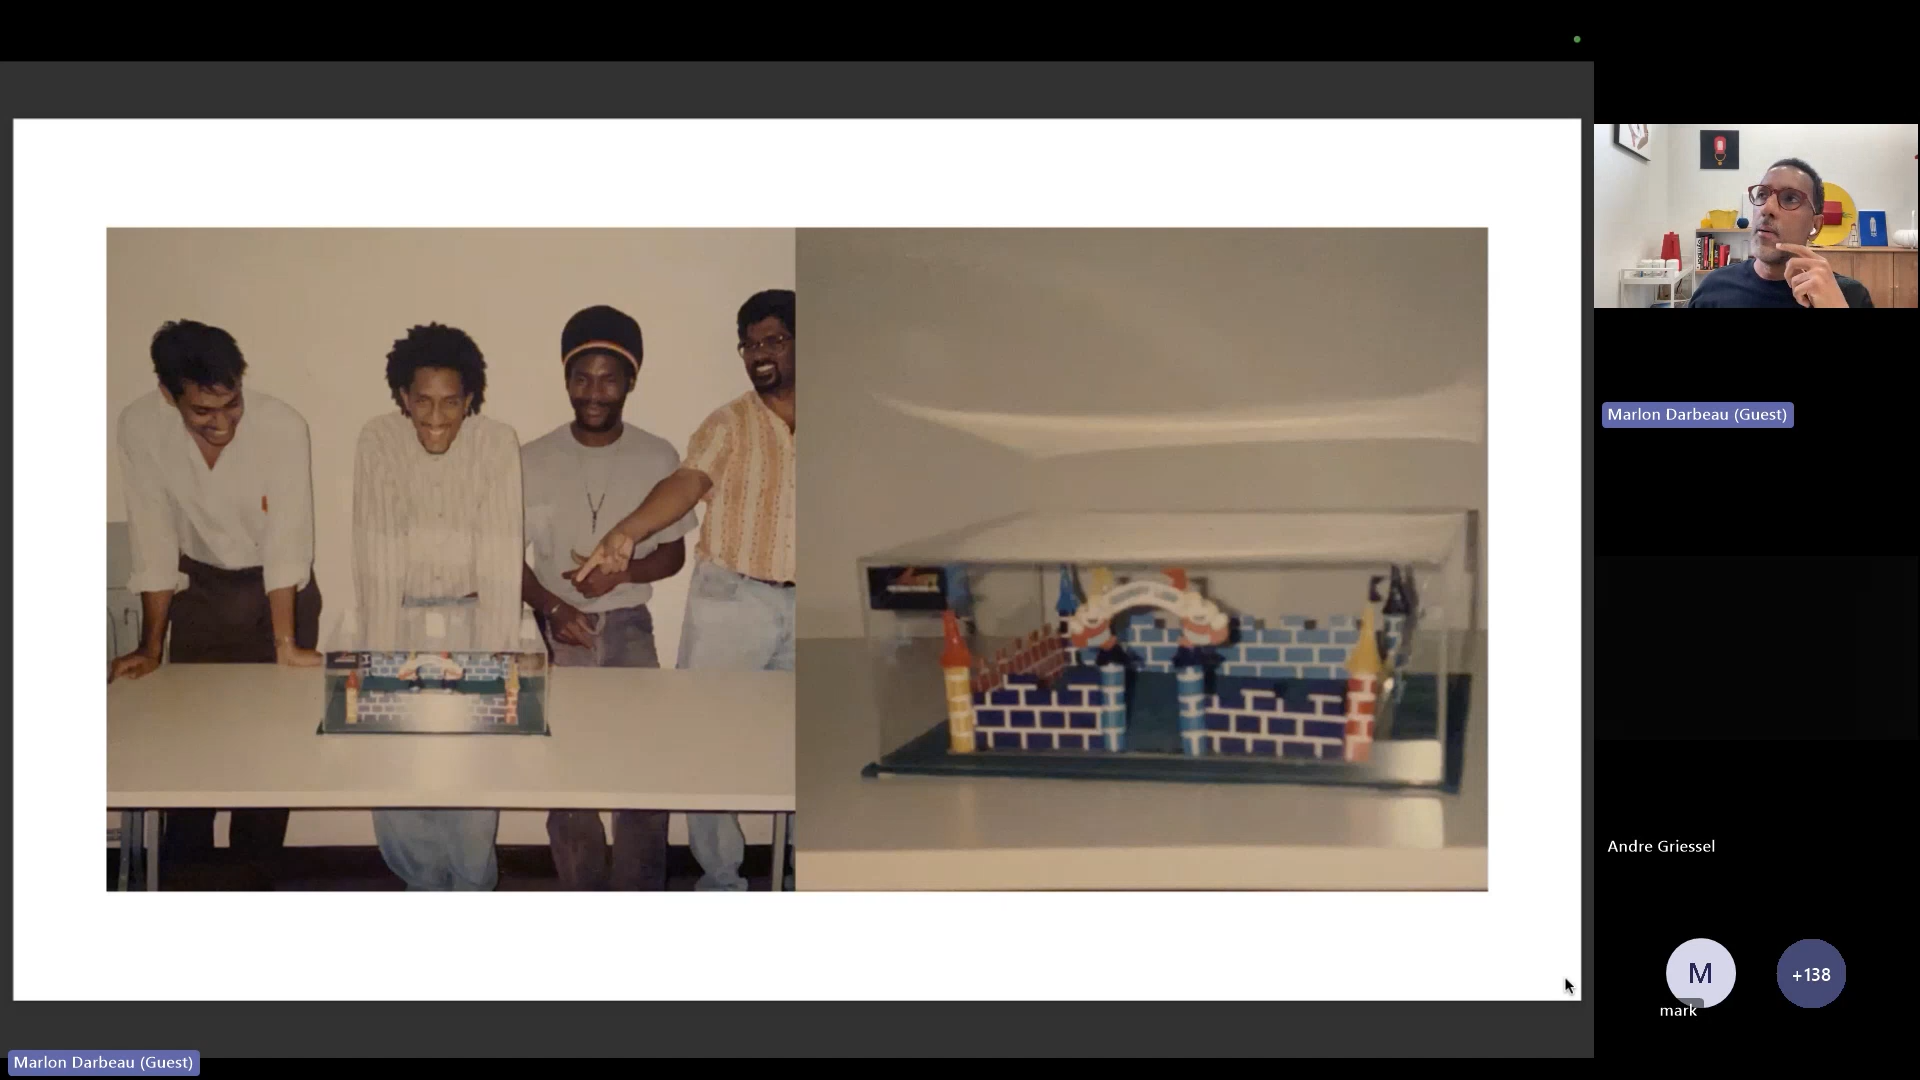 Marlon Darbeau (Guest)
Andre Griessel
M
+138
mark
Marlon Darbeau (Guest)